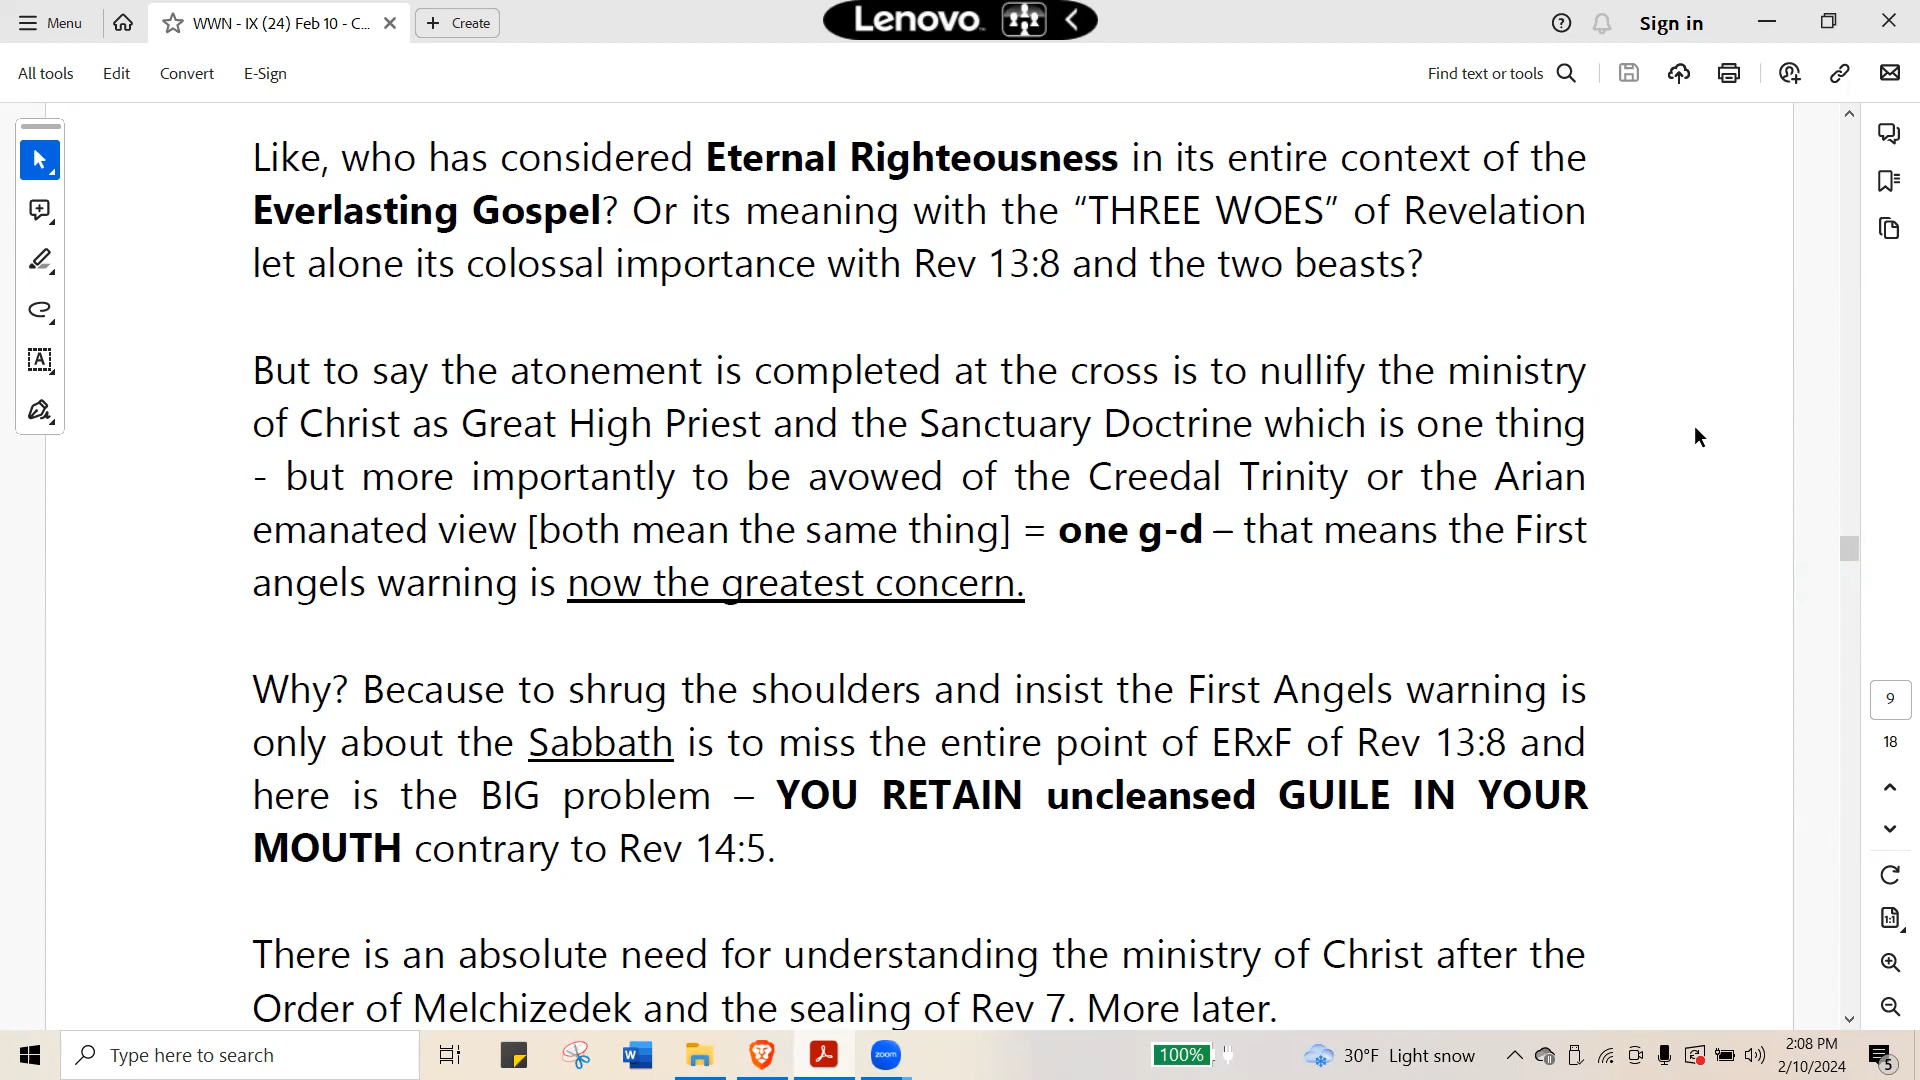 Menu
WWN - IX (24) Feb 10 - C...
Create
Lenovo
Sign in
All tools
Edit
Convert
E-Sign
Find text or tools
Like, who has considered Eternal Righteousness in its entire context of the
Everlasting Gospel? Or its meaning with the “THREE WOES” of Revelation
let alone its colossal importance with Rev 13:8 and the two beasts?
But to say the atonement is completed at the cross is to nullify the ministry
of Christ as Great High Priest and the Sanctuary Doctrine which is one thing
- but more importantly to be avowed of the Creedal Trinity or the Arian
emanated view [both mean the same thing] = one g-d – that means the First
angels warning is now the greatest concern.
Why? Because to shrug the shoulders and insist the First Angels warning is
only about the Sabbath is to miss the entire point of ERxF of Rev 13:8 and
here is the BIG problem – YOU RETAIN uncleansed GUILE IN YOUR
MOUTH contrary to Rev 14:5.
There is an absolute need for understanding the ministry of Christ after the
Order of Melchizedek and the sealing of Rev 7. More later.
9
18
Type here to search
zoom
100%
30°F Light snow
2:08 PM
2/10/2024
5